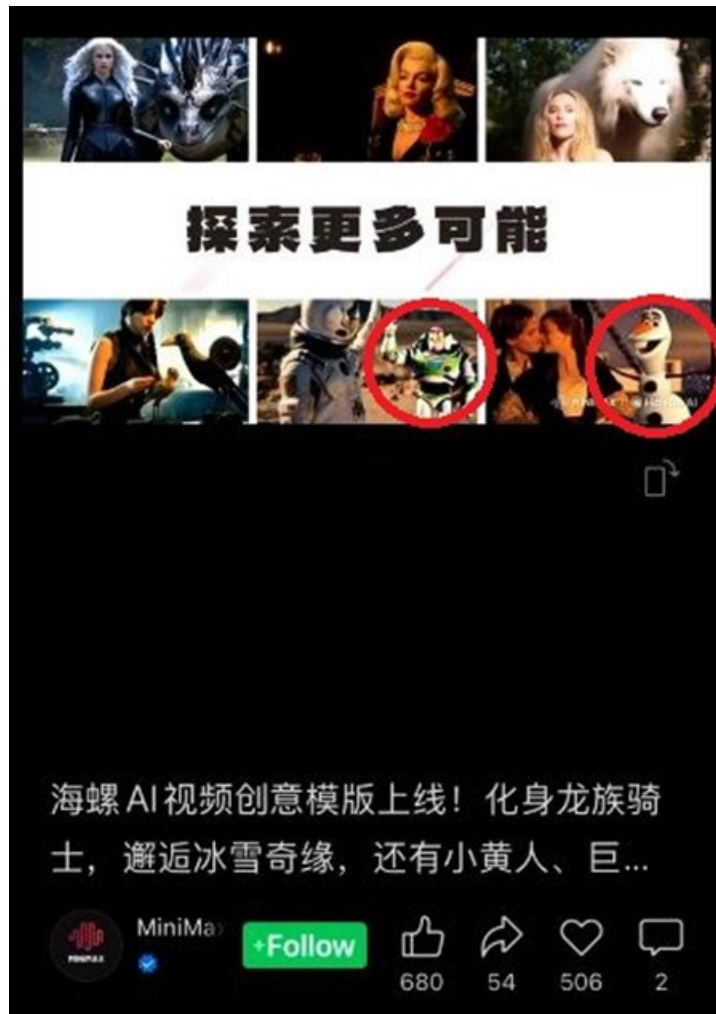 探索更多可能
MINIMAX
海螺AI视频创意模版上线！化身龙族骑
士，邂逅冰雪奇缘，还有小黄人、巨...
MINIMAX
MiniMax
+Follow
680
54
506
2